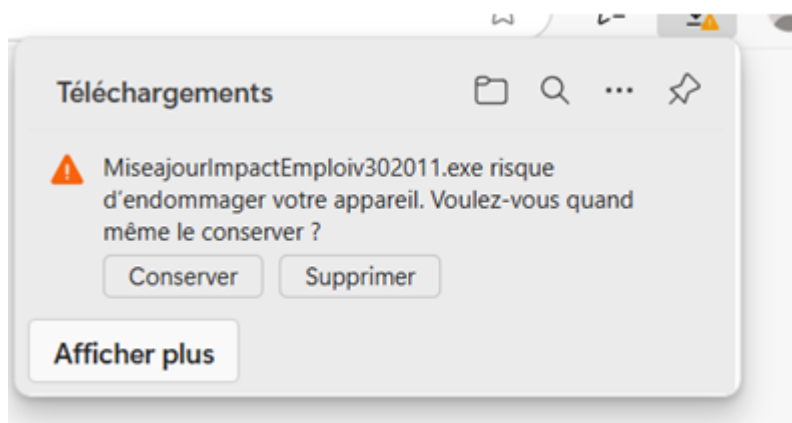 Téléchargements
MiseajourImpactEmploiv302011.exe risque
d'endommager votre appareil. Voulez-vous quand
même le conserver ?
Conserver Supprimer
Afficher plus